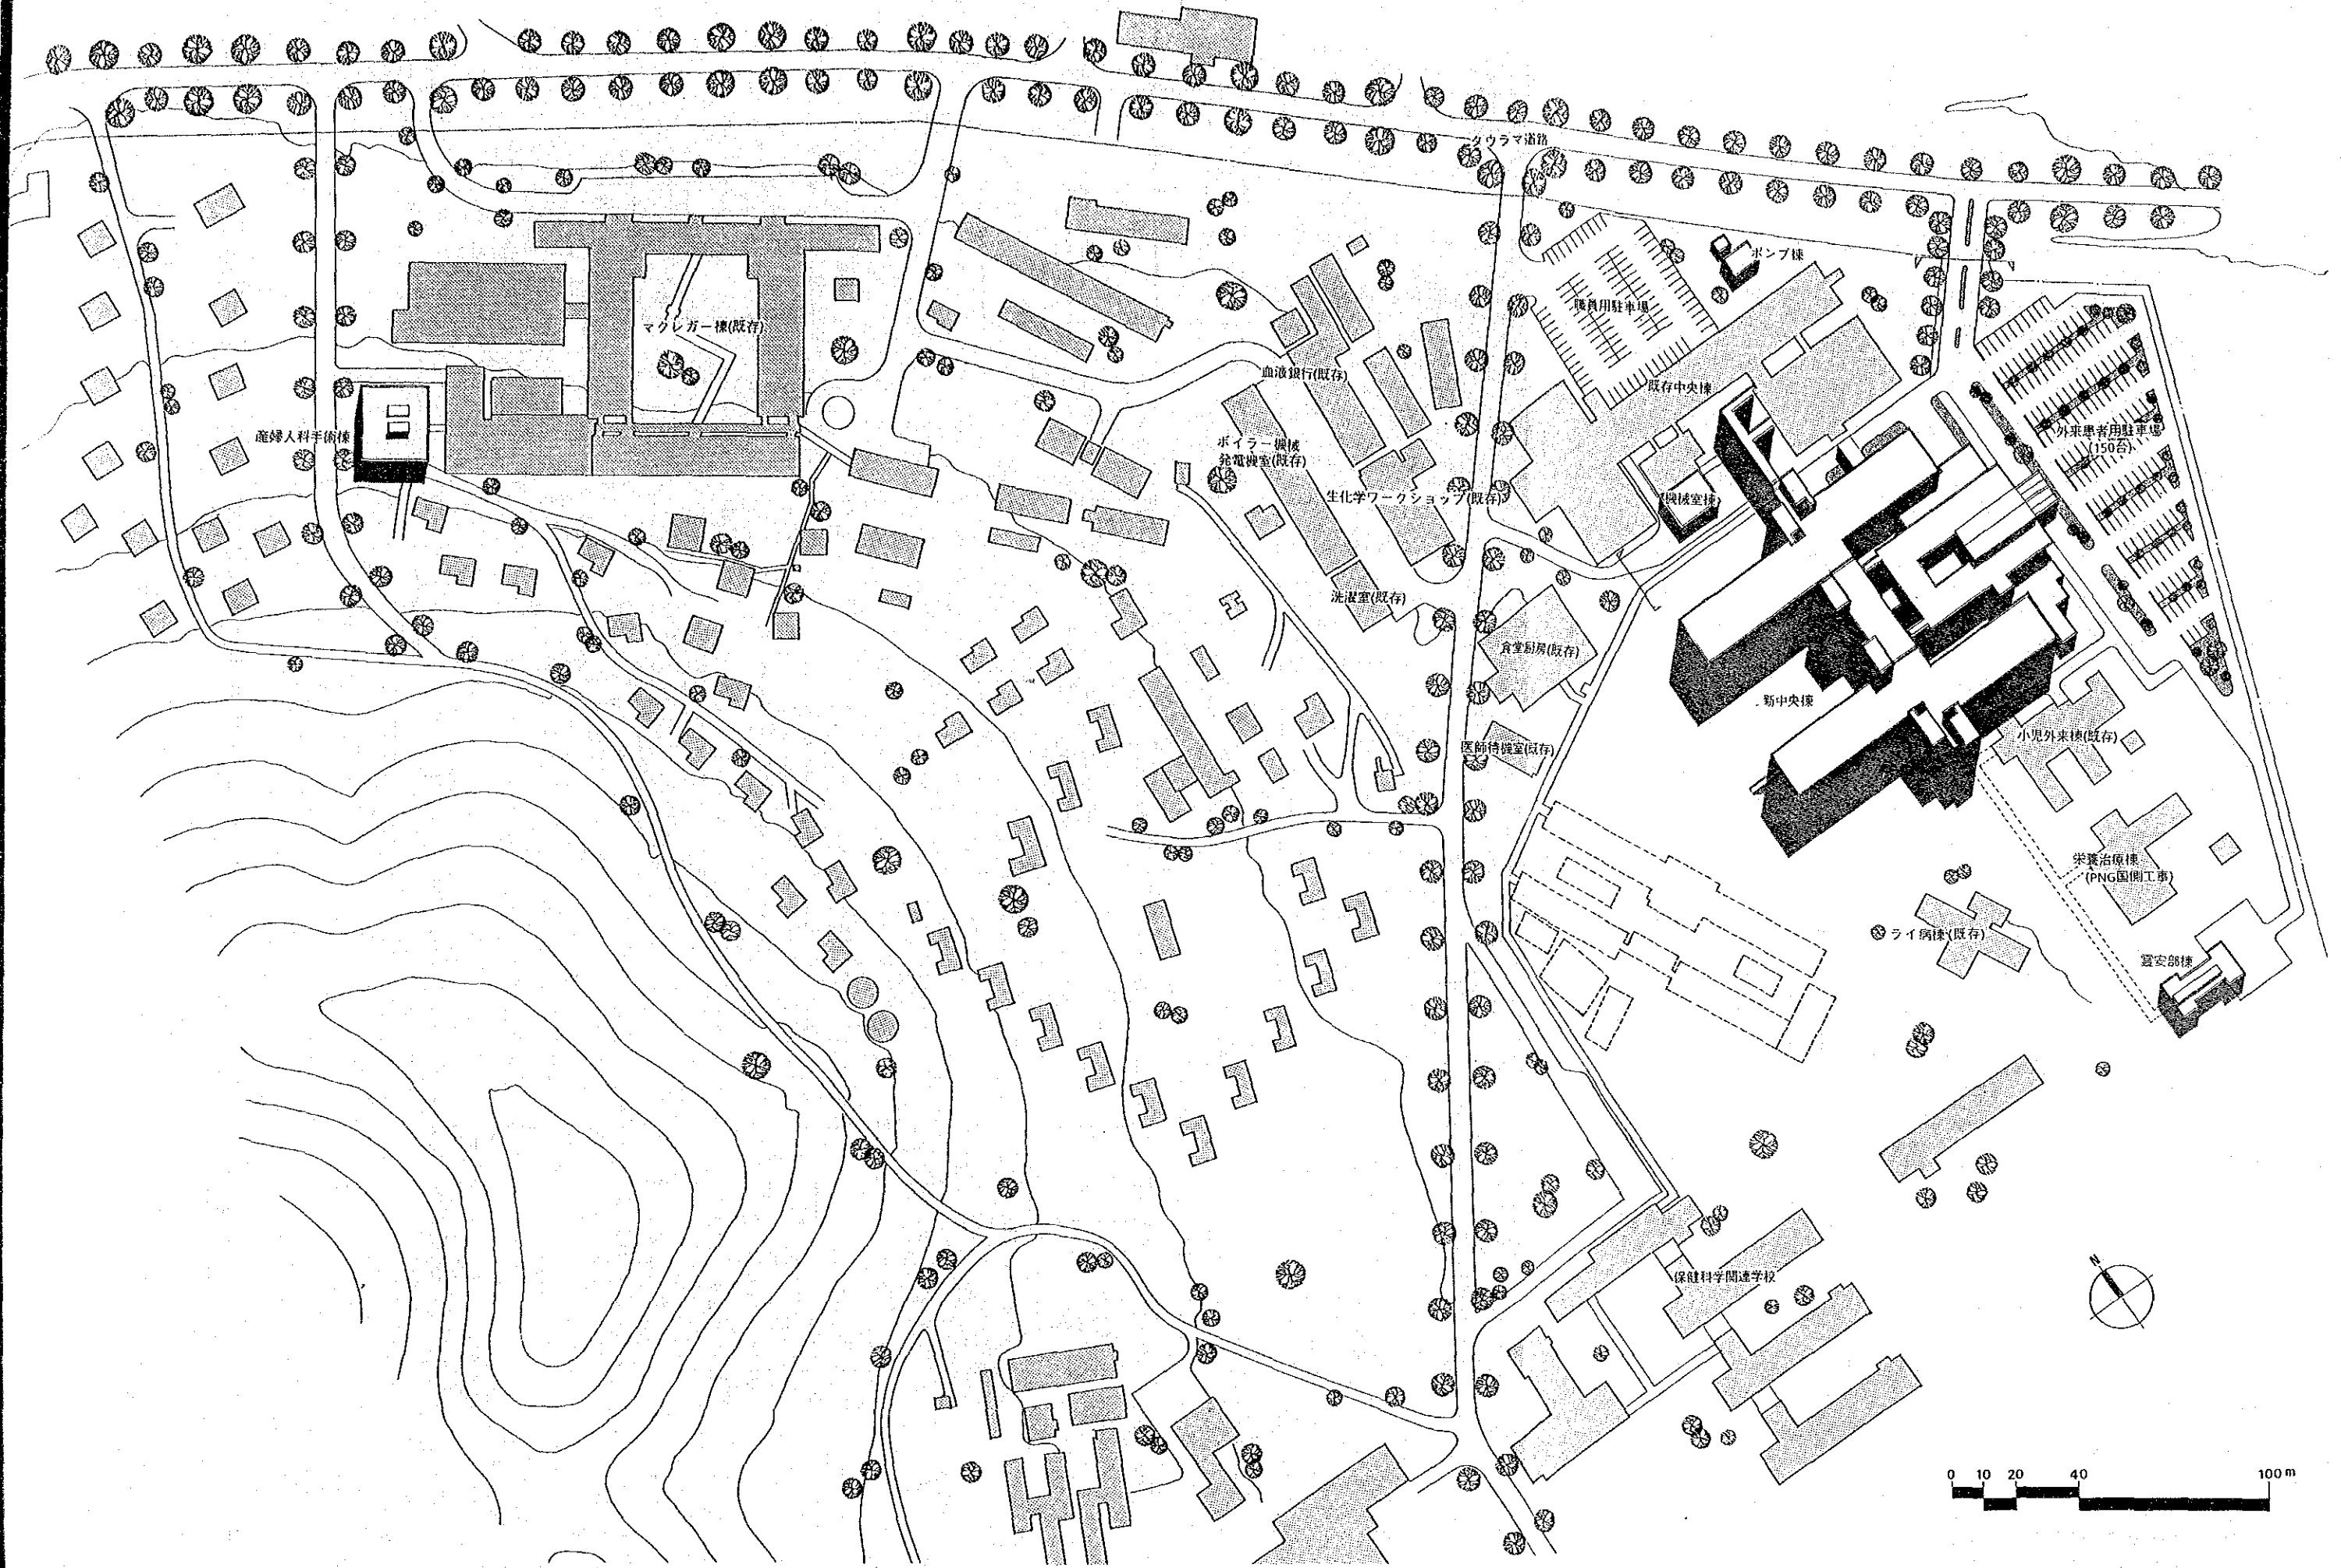 タウラマ道路
ポンプ棟
職員用駐車場
マクレガー棟(既存)
血液銀行(既存)
既存中央棟
産婦人科手術棟
ボイラー機械
発電機室(既存)
外来患者用駐車場
(150台)
生化学ワークショップ(既存)
機械室棟
洗濯室(既存)
食堂厨房(既存)
新中央棟
医師待機室(既存)
小児外来棟(既存)
栄養治療棟
(PNG国側工事)
ライ病棟(既存)
霊安部棟
保健科学関連学校
N
0 10 20 40 100m